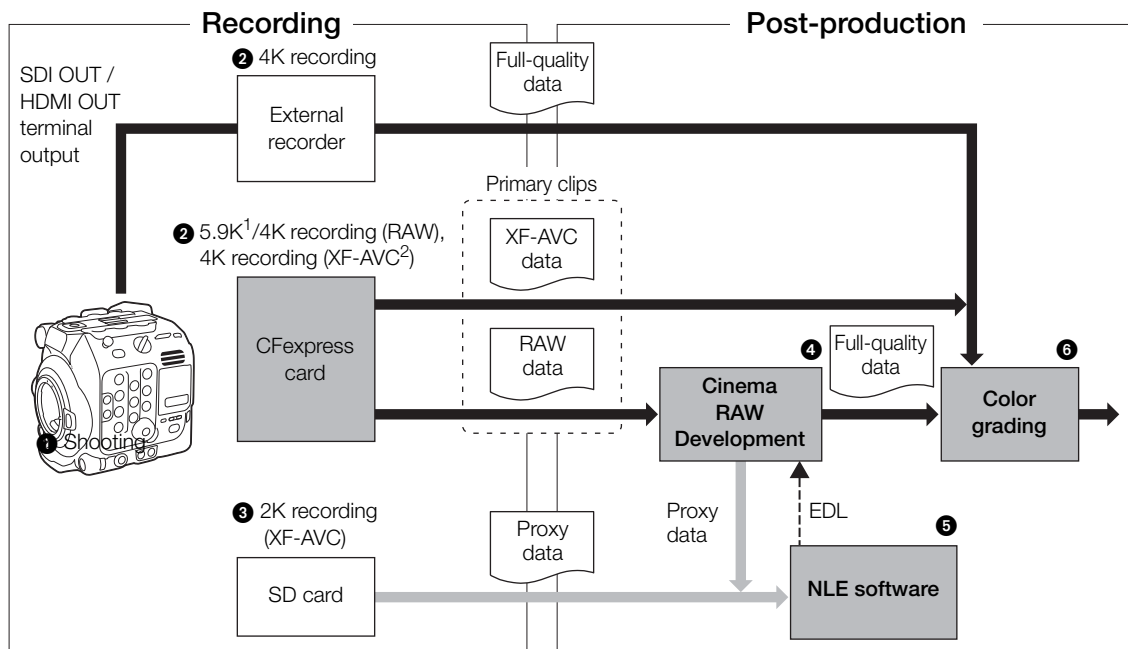 Recording
Post-production
SDI OUT /
HDMI OUT
terminal
output
❷ 4K recording
External
recorder
Full-quality
data
Primary clips
❷ 5.9K¹/4K recording (RAW),
4K recording (XF-AVC²)
XF-AVC
data
CFexpress
card
RAW
data
❶ Shooting
❹
Cinema
RAW
Development
Full-quality
data
❻
Color
grading
❸ 2K recording
(XF-AVC)
SD card
Proxy
data
Proxy
data
EDL
❺
NLE software